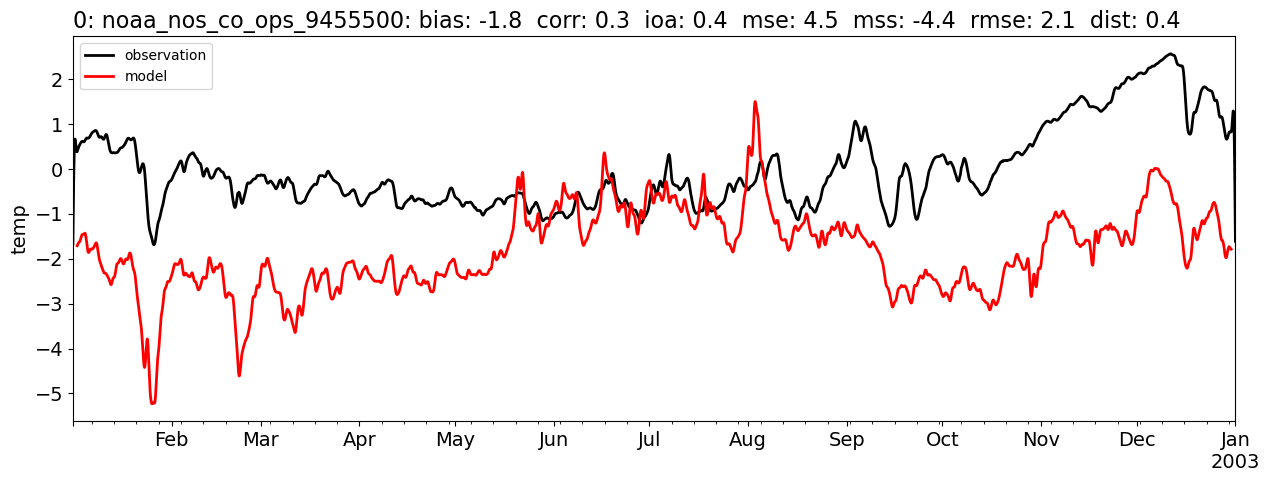 0: noaa_nos_co_ops_9455500: bias: -1.8  corr: 0.3  ioa: 0.4  mse: 4.5  mss: -4.4  rmse: 2.1  dist: 0.4
observation
model
temp
2
1
0
−1
−2
−3
−4
−5
Feb Mar Apr May Jun Jul Aug Sep Oct Nov Dec Jan
2003